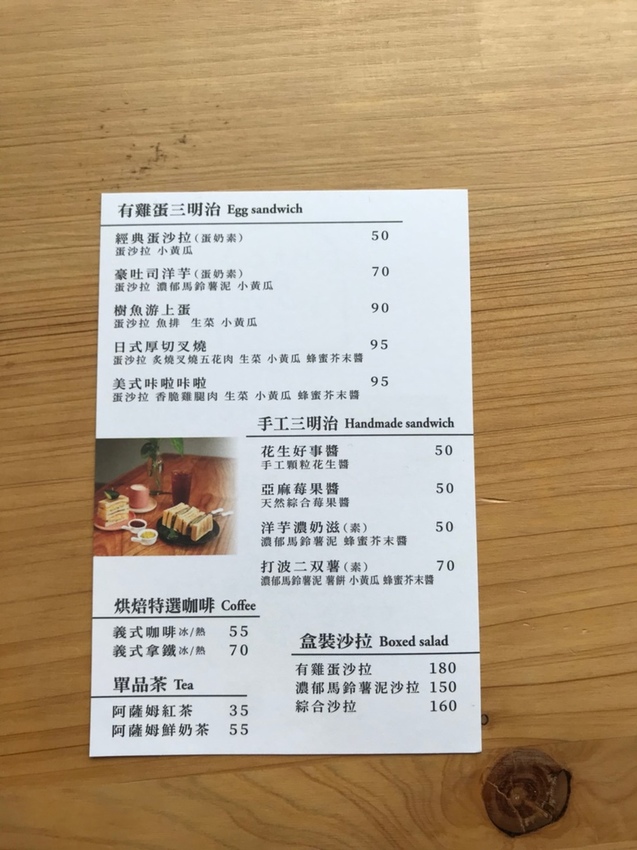 有雞蛋三明治 Egg sandwich
經典蛋沙拉(蛋奶素) 50
蛋沙拉 小黃瓜
豪吐司洋芋(蛋奶素) 70
蛋沙拉 濃郁馬鈴薯泥 小黃瓜
樹魚游上蛋 90
蛋沙拉 魚排 生菜 小黃瓜
日式厚切叉燒 95
蛋沙拉 炙燒叉燒五花肉 生菜 小黃瓜 蜂蜜芥末醬
美式咔啦咔啦 95
蛋沙拉 香脆雞腿肉 生菜 小黃瓜 蜂蜜芥末醬
手工三明治 Handmade sandwich
花生好事醬 50
手工顆粒花生醬
亞麻莓果醬 50
天然綜合莓果醬
洋芋濃奶滋(素) 50
濃郁馬鈴薯泥 蜂蜜芥末醬
打波二双薯(素) 70
濃郁馬鈴薯泥 薯餅 小黃瓜 蜂蜜芥末醬
烘焙特選咖啡 Coffee
義式咖啡冰/熱 55
義式拿鐵冰/熱 70
單品茶 Tea
阿薩姆紅茶 35
阿薩姆鮮奶茶 55
盒裝沙拉 Boxed salad
有雞蛋沙拉 180
濃郁馬鈴薯泥沙拉 150
綜合沙拉 160